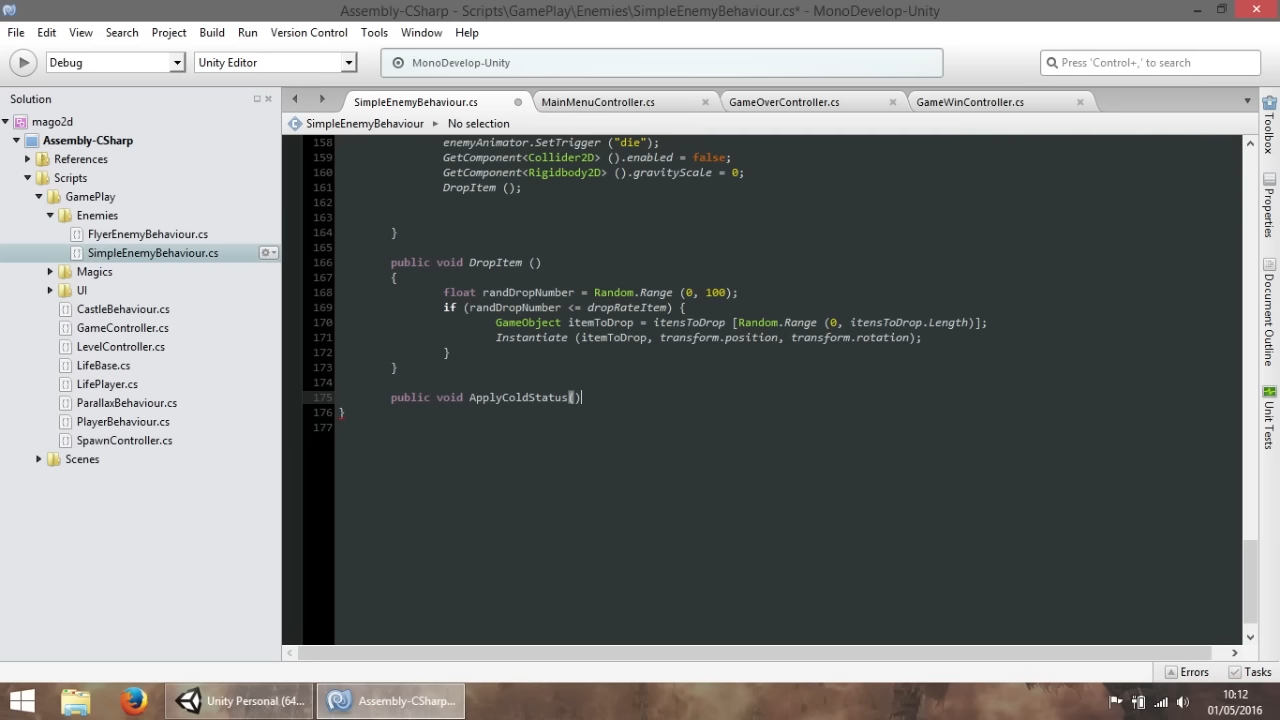 Assembly-CSharp - Scripts\GamePlay\Enemies\SimpleEnemyBehaviour.cs* - MonoDevelop-Unity
File Edit View Search Project Build Run Version Control Tools Window Help
Debug Unity Editor MonoDevelop-Unity Press 'Control+,' to search
Solution
mago2d
Assembly-CSharp
References
Scripts
GamePlay
Enemies
FlyerEnemyBehaviour.cs
SimpleEnemyBehaviour.cs
Magics
UI
CastleBehaviour.cs
GameController.cs
LevelController.cs
LifeBase.cs
LifePlayer.cs
ParallaxBehaviour.cs
PlayerBehaviour.cs
SpawnController.cs
Scenes
SimpleEnemyBehaviour.cs MainMenuController.cs GameOverController.cs GameWinController.cs
SimpleEnemyBehaviour No selection
158 enemyAnimator.SetTrigger ("die");
159 GetComponent<Collider2D> ().enabled = false;
160 GetComponent<Rigidbody2D> ().gravityScale = 0;
161 DropItem ();
162
163
164 }
165
166 public void DropItem ()
167 {
168 float randDropNumber = Random.Range (0, 100);
169 if (randDropNumber <= dropRateItem) {
170 GameObject itemToDrop = itensToDrop [Random.Range (0, itensToDrop.Length)];
171 Instantiate (itemToDrop, transform.position, transform.rotation);
172 }
173 }
174
175 public void ApplyColdStatus()
176 }
177
Toolbox
Properties
Document Outline
Unit Tests
Errors Tasks
Unity Personal (64... Assembly-CSharp...
10:12
01/05/2016